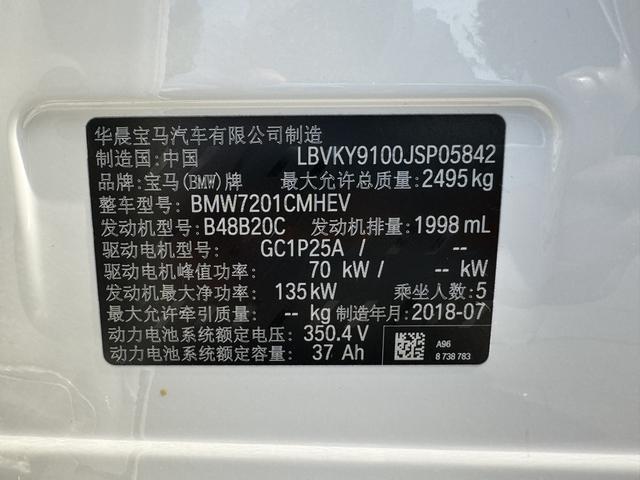 华晨宝马汽车有限公司制造
制造国:中国 LBVKY9100JSP05842
品牌:宝马(BMW)牌 最大允许总质量:2495kg
整车型号:BMW7201CMHEV
发动机型号:B48B20C 发动机排量:1998 mL
驱动电机型号: GC1P25A / --
驱动电机峰值功率: 70 kW / -- kW
发动机最大净功率: 135kW 乘坐人数:5
最大允许牵引质量: -- kg 制造年月:2018-07
动力电池系统额定电压: 350.4 V
动力电池系统额定容量: 37 Ah
A96
8 738 783